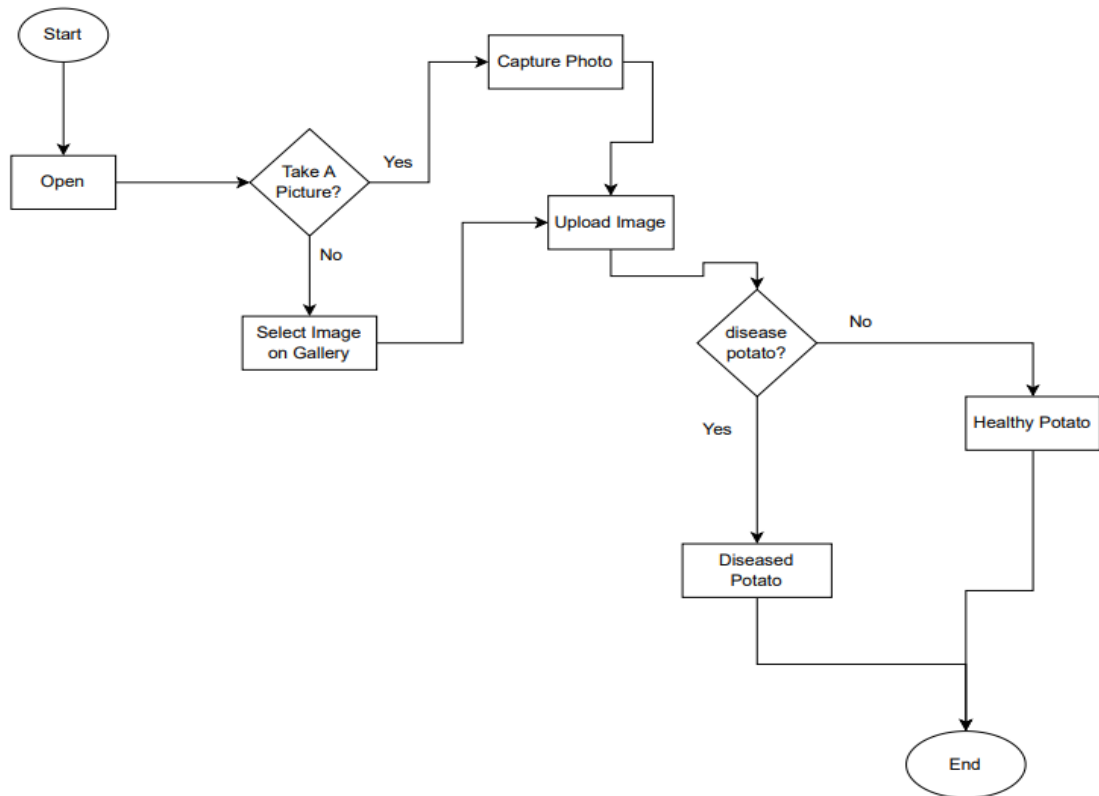 Start
Open
Take A
Picture?
Yes
Capture Photo
No
Select Image
on Gallery
Upload Image
disease
potato?
No
Healthy Potato
Yes
Diseased
Potato
End